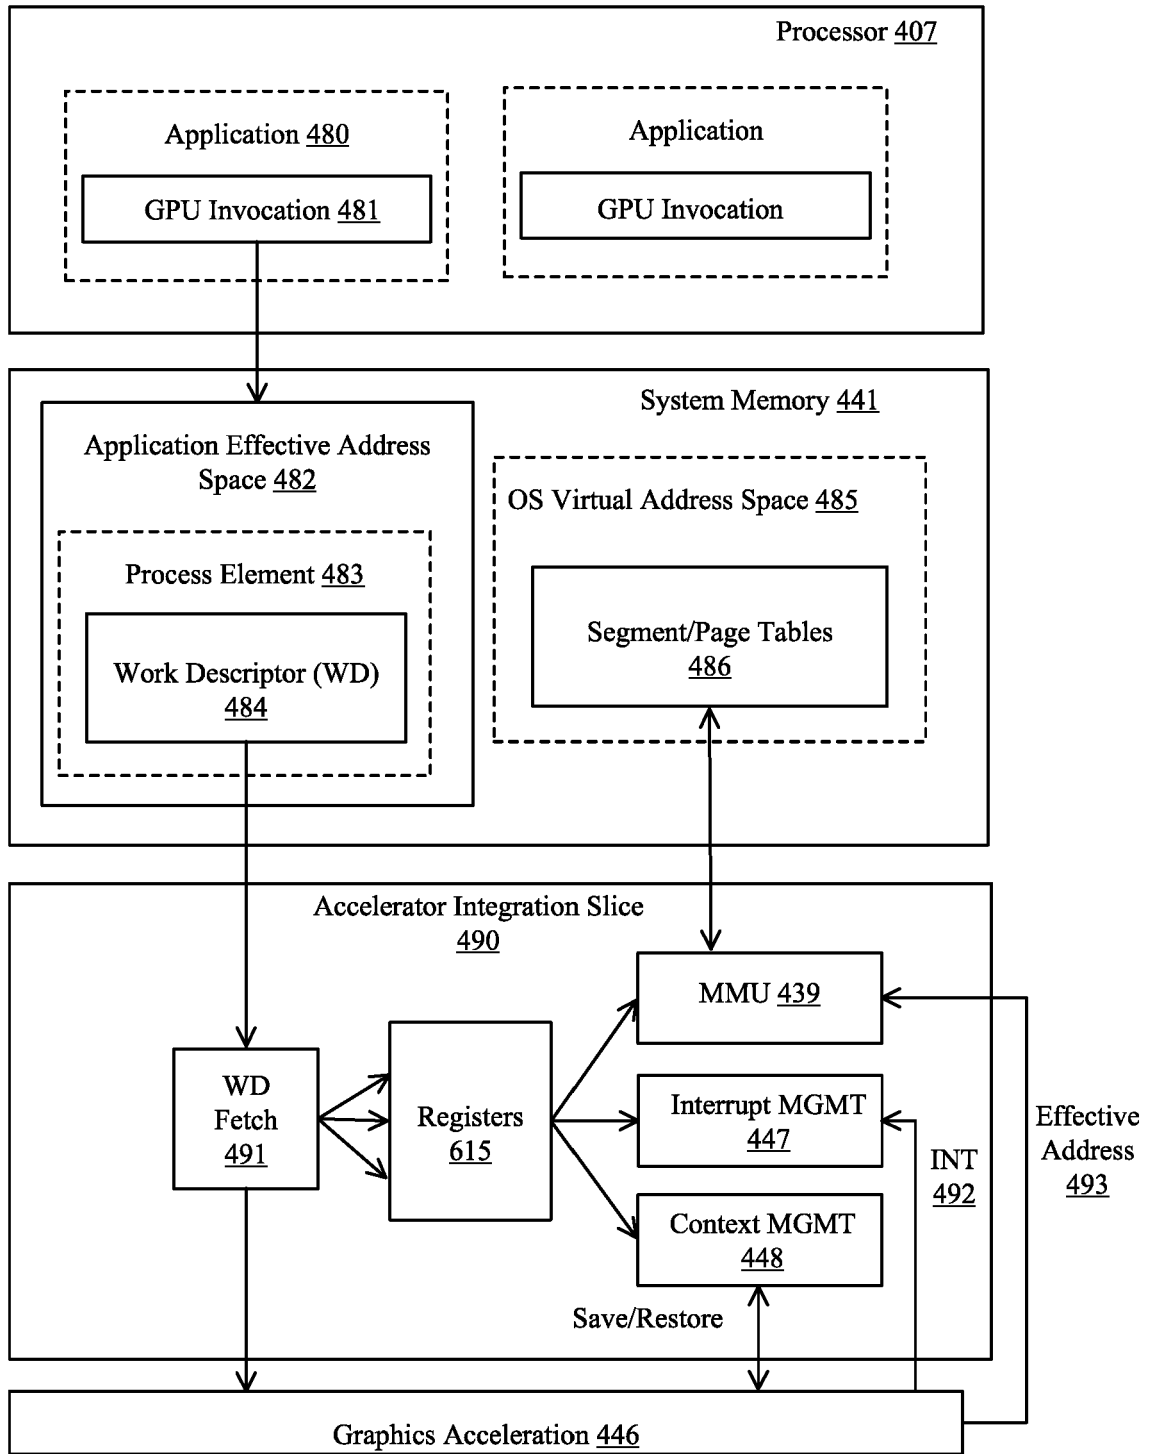 Processor 407
Application 480
GPU Invocation 481
Application
GPU Invocation
System Memory 441
Application Effective Address
Space 482
Process Element 483
Work Descriptor (WD)
484
OS Virtual Address Space 485
Segment/Page Tables
486
Accelerator Integration Slice
490
WD
Fetch
491
Registers
615
MMU 439
Interrupt MGMT
447
Context MGMT
448
Save/Restore
INT
492
Effective
Address
493
Graphics Acceleration 446